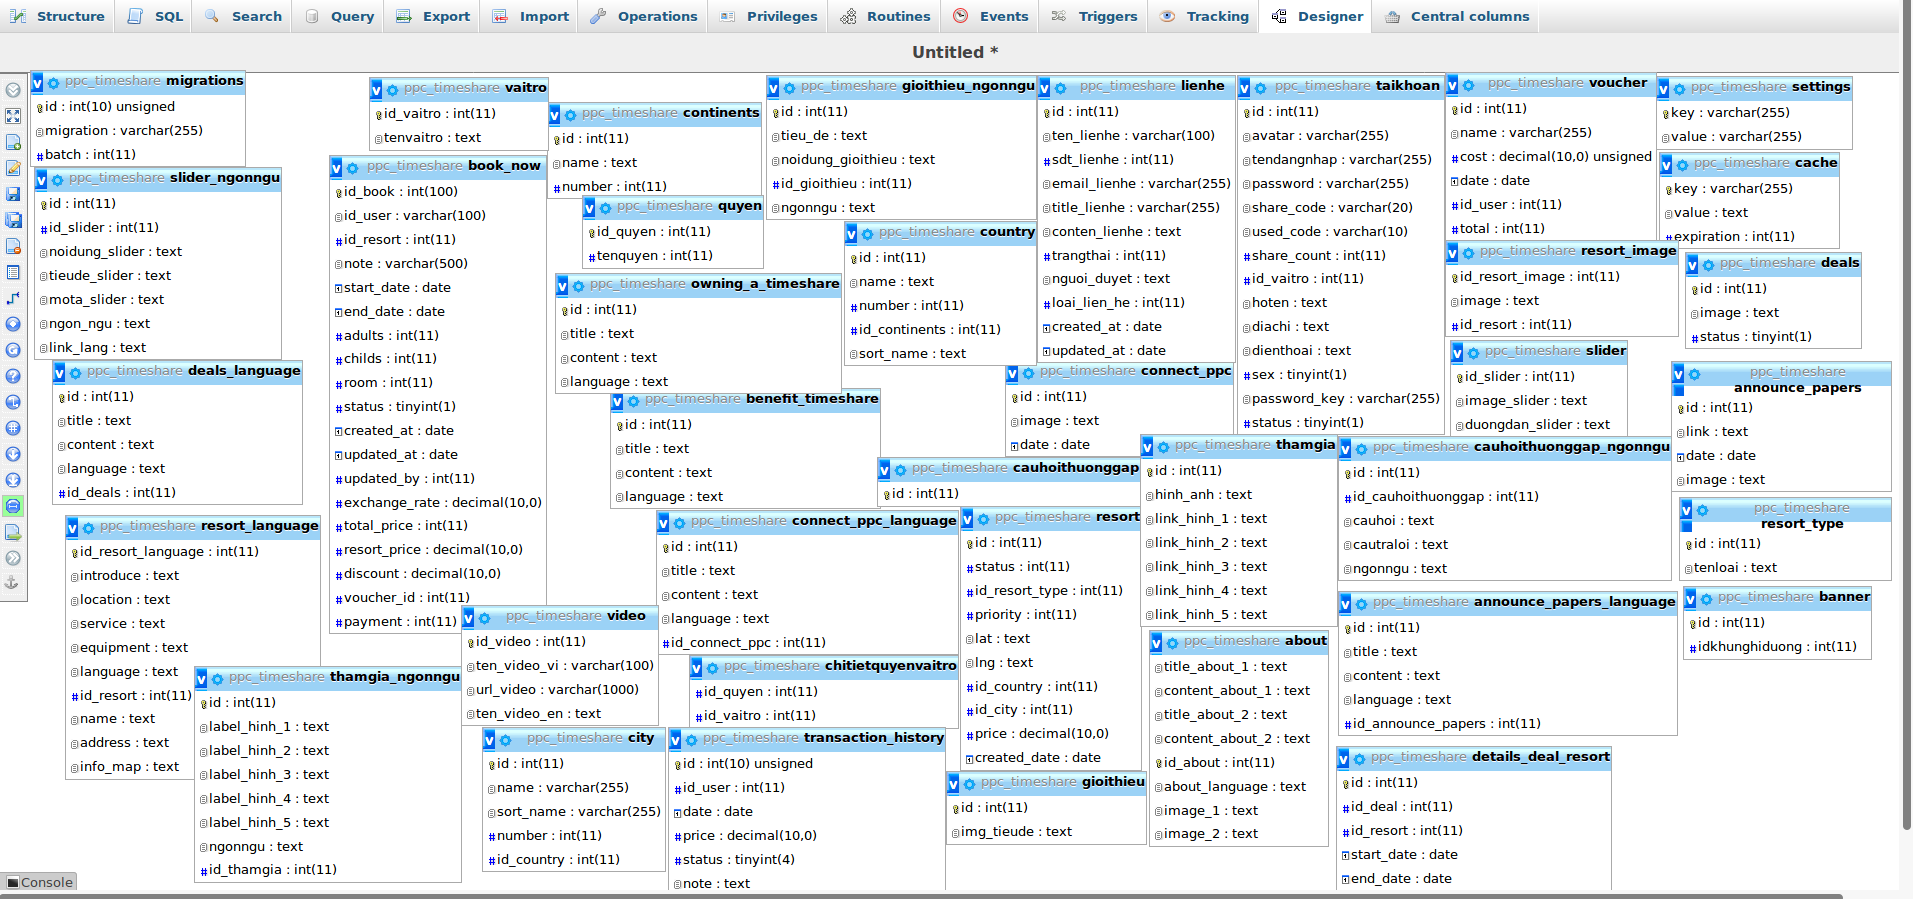 Structure SQL Search Query Export Import Operations Privileges Routines Events Triggers Tracking Designer Central columns
Untitled *
ppc_timeshare migrations
id : int(10) unsigned
migration : varchar(255)
batch : int(11)
ppc_timeshare slider_ngonngu
id : int(11)
id_slider : int(11)
noidung_slider : text
tieude_slider : text
mota_slider : text
ngon_ngu : text
link_lang : text
ppc_timeshare deals_language
id : int(11)
title : text
content : text
language : text
id_deals : int(11)
ppc_timeshare resort_language
id_resort_language : int(11)
introduce : text
location : text
service : text
equipment : text
language : text
id_resort : int(11)
name : text
address : text
info_map : text
ppc_timeshare thamgia_ngonngu
id : int(11)
label_hinh_1 : text
label_hinh_2 : text
label_hinh_3 : text
label_hinh_4 : text
label_hinh_5 : text
ngonngu : text
id_thamgia : int(11)
ppc_timeshare vaitro
id_vaitro : int(11)
tenvaitro : text
ppc_timeshare book_now
id_book : int(100)
id_user : varchar(100)
id_resort : int(11)
note : varchar(500)
start_date : date
end_date : date
adults : int(11)
childs : int(11)
room : int(11)
status : tinyint(1)
created_at : date
updated_at : date
updated_by : int(11)
exchange_rate : decimal(10,0)
total_price : int(11)
resort_price : decimal(10,0)
discount : decimal(10,0)
voucher_id : int(11)
payment : int(11)
ppc_timeshare video
id_video : int(11)
ten_video_vi : varchar(100)
url_video : varchar(1000)
ten_video_en : text
ppc_timeshare city
id : int(11)
name : varchar(255)
sort_name : varchar(255)
number : int(11)
id_country : int(11)
ppc_timeshare continents
id : int(11)
name : text
number : int(11)
ppc_timeshare quyen
id_quyen : int(11)
tenquyen : int(11)
ppc_timeshare owning_a_timeshare
id : int(11)
title : text
content : text
language : text
ppc_timeshare benefit_timeshare
id : int(11)
title : text
content : text
language : text
ppc_timeshare connect_ppc_language
id : int(11)
title : text
content : text
language : text
id_connect_ppc : int(11)
ppc_timeshare chitietquyenvaitro
id_quyen : int(11)
id_vaitro : int(11)
ppc_timeshare transaction_history
id : int(10) unsigned
id_user : int(11)
date : date
price : decimal(10,0)
status : tinyint(4)
note : text
ppc_timeshare gioithieu_ngonngu
id : int(11)
tieu_de : text
noidung_gioithieu : text
id_gioithieu : int(11)
ngonngu : text
ppc_timeshare country
id : int(11)
name : text
number : int(11)
id_continents : int(11)
sort_name : text
ppc_timeshare cauhoithuonggap
id : int(11)
ppc_timeshare resort
id : int(11)
status : int(11)
id_resort_type : int(11)
priority : int(11)
lat : text
lng : text
id_country : int(11)
id_city : int(11)
price : decimal(10,0)
created_date : date
ppc_timeshare gioithieu
id : int(11)
img_tieude : text
ppc_timeshare lienhe
id : int(11)
ten_lienhe : varchar(100)
sdt_lienhe : int(11)
email_lienhe : varchar(255)
title_lienhe : varchar(255)
conten_lienhe : text
trangthai : int(11)
nguoi_duyet : text
loai_lien_he : int(11)
created_at : date
updated_at : date
ppc_timeshare connect_ppc
id : int(11)
image : text
date : date
ppc_timeshare thamgia
id : int(11)
hinh_anh : text
link_hinh_1 : text
link_hinh_2 : text
link_hinh_3 : text
link_hinh_4 : text
link_hinh_5 : text
ppc_timeshare about
title_about_1 : text
content_about_1 : text
title_about_2 : text
content_about_2 : text
id_about : int(11)
about_language : text
image_1 : text
image_2 : text
ppc_timeshare taikhoan
id : int(11)
avatar : varchar(255)
tendangnhap : varchar(255)
password : varchar(255)
share_code : varchar(20)
used_code : varchar(10)
share_count : int(11)
id_vaitro : int(11)
hoten : text
diachi : text
dienthoai : text
sex : tinyint(1)
password_key : varchar(255)
status : tinyint(1)
ppc_timeshare voucher
id : int(11)
name : varchar(255)
cost : decimal(10,0) unsigned
date : date
id_user : int(11)
total : int(11)
ppc_timeshare resort_image
id_resort_image : int(11)
image : text
id_resort : int(11)
ppc_timeshare slider
id_slider : int(11)
image_slider : text
duongdan_slider : text
ppc_timeshare cauhoithuonggap_ngonngu
id : int(11)
id_cauhoithuonggap : int(11)
cauhoi : text
cautraloi : text
ngonngu : text
ppc_timeshare announce_papers_language
id : int(11)
title : text
content : text
language : text
id_announce_papers : int(11)
ppc_timeshare details_deal_resort
id : int(11)
id_deal : int(11)
id_resort : int(11)
start_date : date
end_date : date
ppc_timeshare settings
key : varchar(255)
value : varchar(255)
ppc_timeshare cache
key : varchar(255)
value : text
expiration : int(11)
ppc_timeshare deals
id : int(11)
image : text
status : tinyint(1)
ppc_timeshare
announce_papers
id : int(11)
link : text
date : date
image : text
ppc_timeshare
resort_type
id : int(11)
tenloai : text
ppc_timeshare banner
id : int(11)
idkhunghiduong : int(11)
Console